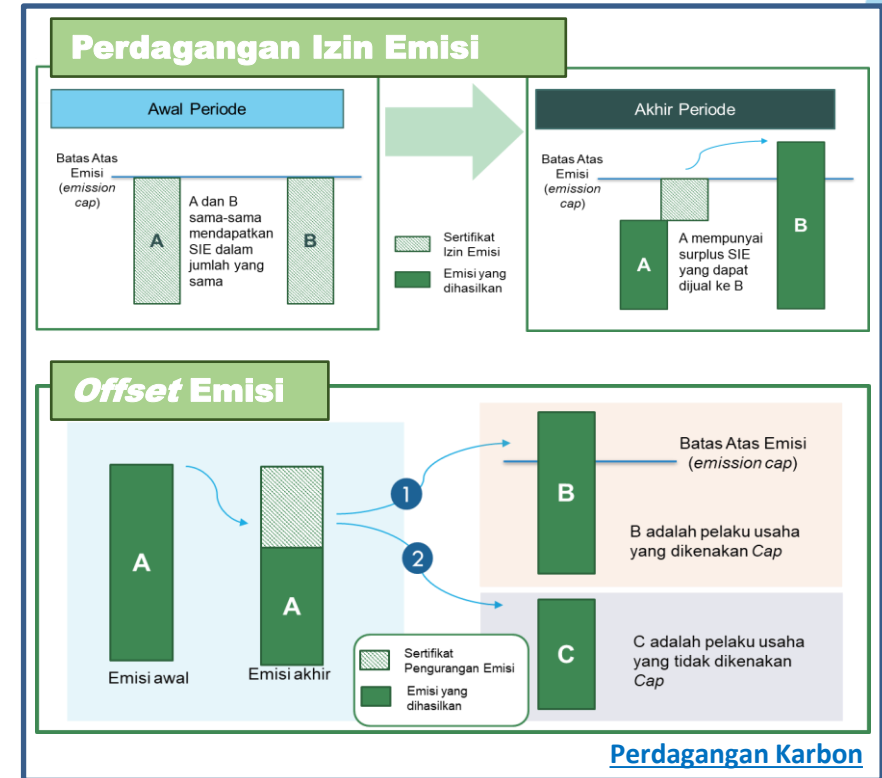 Perdagangan Izin Emisi
Awal Periode
Batas Atas
Emisi
(emission
cap)
A
A dan B
sama-sama
mendapatkan
SIE dalam
jumlah yang
sama
B
Sertifikat
Izin Emisi
Emisi yang
dihasilkan
Akhir Periode
Batas Atas
Emisi
(emission
cap)
A
A mempunyai
surplus SIE
yang dapat
dijual ke B
B
Offset Emisi
A
Emisi awal
A
Emisi akhir
1
2
Sertifikat
Pengurangan Emisi
Emisi yang
dihasilkan
B
Batas Atas Emisi
(emission cap)
B adalah pelaku usaha
yang dikenakan Cap
C
C adalah pelaku usaha
yang tidak dikenakan
Cap
Perdagangan Karbon